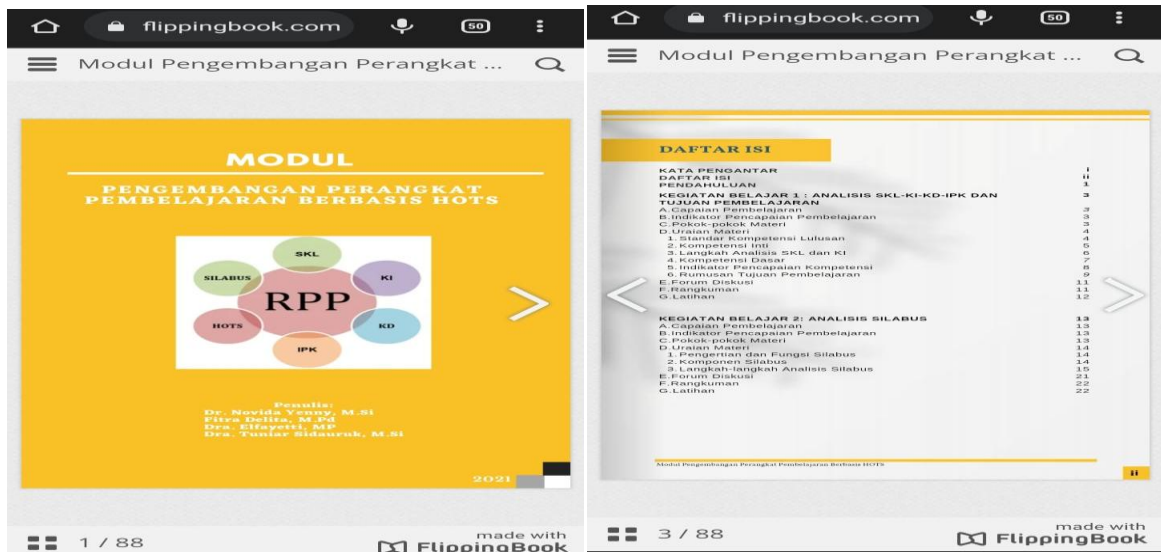 flippingbook.com
50
Modul Pengembangan Perangkat ...
MODUL
PENGEMBANGAN PERANGKAT
PEMBELAJARAN BERBASIS HOTS
SKL
SILABUS
KI
RPP
HOTS
KD
IPK
Penulis:
Dr. Novida Yenny, M.Si
Fitra Delita, M.Pd
Dra. Elfayetti, MP
Dra. Tuniar Sidauruk, M.Si
2021
1 / 88
made with
FlippingBook
flippingbook.com
50
Modul Pengembangan Perangkat ...
DAFTAR ISI
KATA PENGANTAR i
DAFTAR ISI ii
PENDAHULUAN 1
KEGIATAN BELAJAR 1 : ANALISIS SKL-KI-KD-IPK DAN 3
TUJUAN PEMBELAJARAN
A.Capaian Pembelajaran 3
B.Indikator Pencapaian Pembelajaran 3
C.Pokok-pokok Materi 3
D.Uraian Materi 4
1. Standar Kompetensi Lulusan 4
2. Kompetensi Inti 5
3. Langkah Analisis SKL dan KI 6
4. Kompetensi Dasar 7
5. Indikator Pencapaian Kompetensi 8
6. Rumusan Tujuan Pembelajaran 9
E.Forum Diskusi 11
F.Rangkuman 11
G.Latihan 12
KEGIATAN BELAJAR 2: ANALISIS SILABUS 13
A.Capaian Pembelajaran 13
B.Indikator Pencapaian Pembelajaran 13
C.Pokok-pokok Materi 13
D.Uraian Materi 14
1. Pengertian dan Fungsi Silabus 14
2. Komponen Silabus 14
3. Langkah-langkah Analisis Silabus 15
E.Forum Diskusi 21
F.Rangkuman 22
G.Latihan 22
Modul Pengembangan Perangkat Pembelajaran Berbasis HOTS
ii
3 / 88
made with
FlippingBook